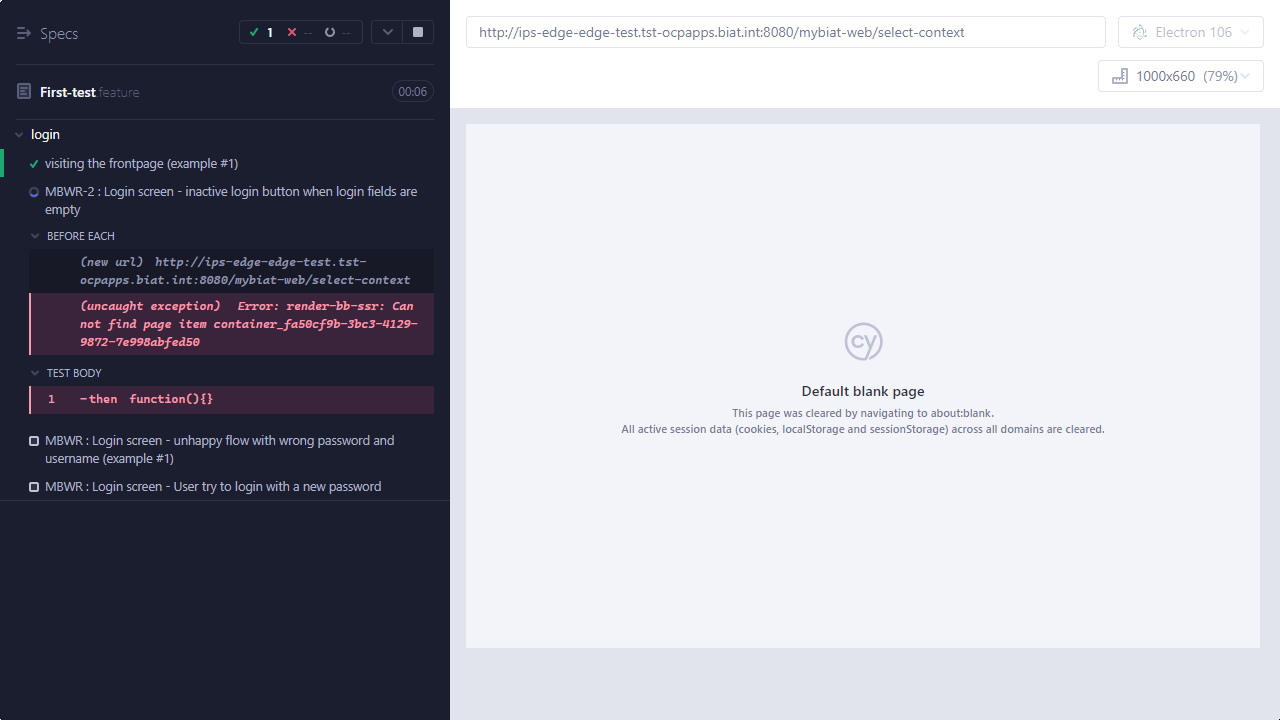 Specs
1
--
--
First-test.feature
00:06
login
visiting the frontpage (example #1)
MBWR-2 : Login screen - inactive login button when login fields are
empty
BEFORE EACH
(new url) http://ips-edge-edge-test.tst-
ocpapps.biat.int:8080/mybiat-web/select-context
(uncaught exception) Error: render-bb-ssr: Can
not find page item container_fa50cf9b-3bc3-4129-
9872-7e998abfed50
TEST BODY
1 -then function(){}
MBWR : Login screen - unhappy flow with wrong password and
username (example #1)
MBWR : Login screen - User try to login with a new password
http://ips-edge-edge-test.tst-ocpapps.biat.int:8080/mybiat-web/select-context
Electron 106
1000x660 (79%)
cy
Default blank page
This page was cleared by navigating to about:blank.
All active session data (cookies, localStorage and sessionStorage) across all domains are cleared.